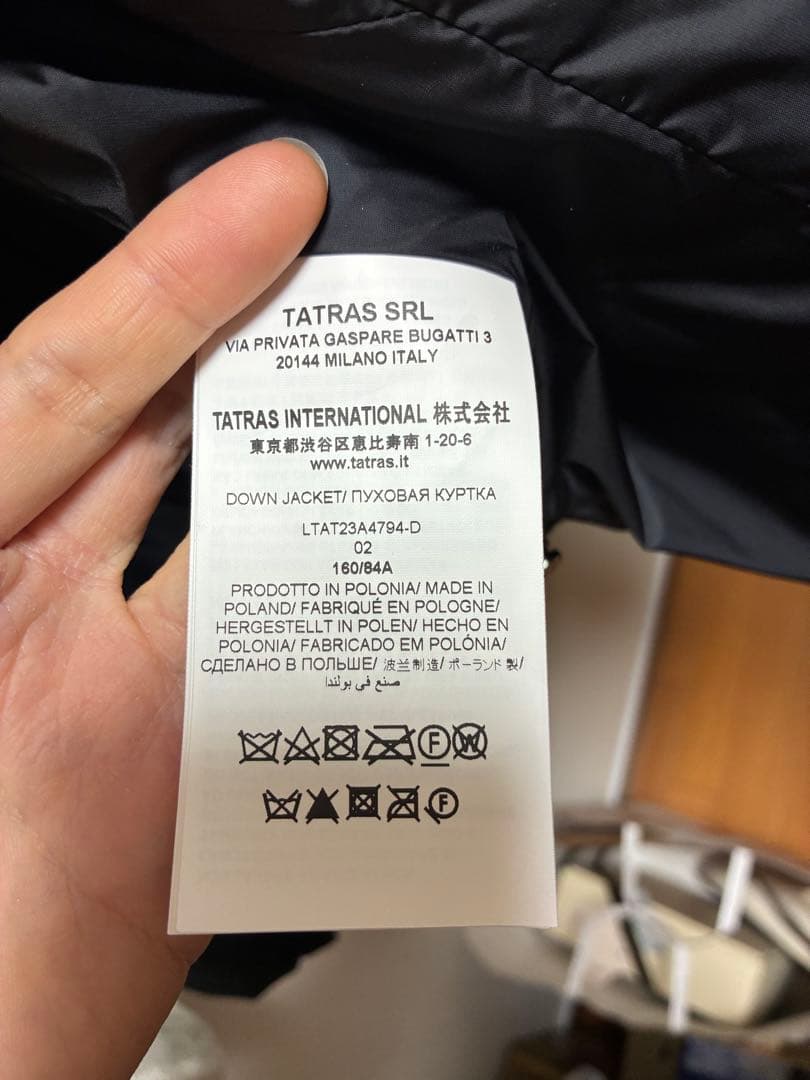 TATRAS SRL
VIA PRIVATA GASPARE BUGATTI 3
20144 MILANO ITALY
TATRAS INTERNATIONAL 株式会社
東京都渋谷区恵比寿南 1-20-6
www.tatras.it
DOWN JACKET/ ПУХОВАЯ КУРТКА
LTAT23A4794-D
02
160/84A
PRODOTTO IN POLONIA/ MADE IN
POLAND/ FABRIQUÉ EN POLOGNE/
HERGESTELLT IN POLEN/ HECHO EN
POLONIA/ FABRICADO EM POLÓNIA/
СДЕЛАНО В ПОЛЬШЕ/ 波兰制造/ ポーランド製/
صنع في بولندا
F W
F